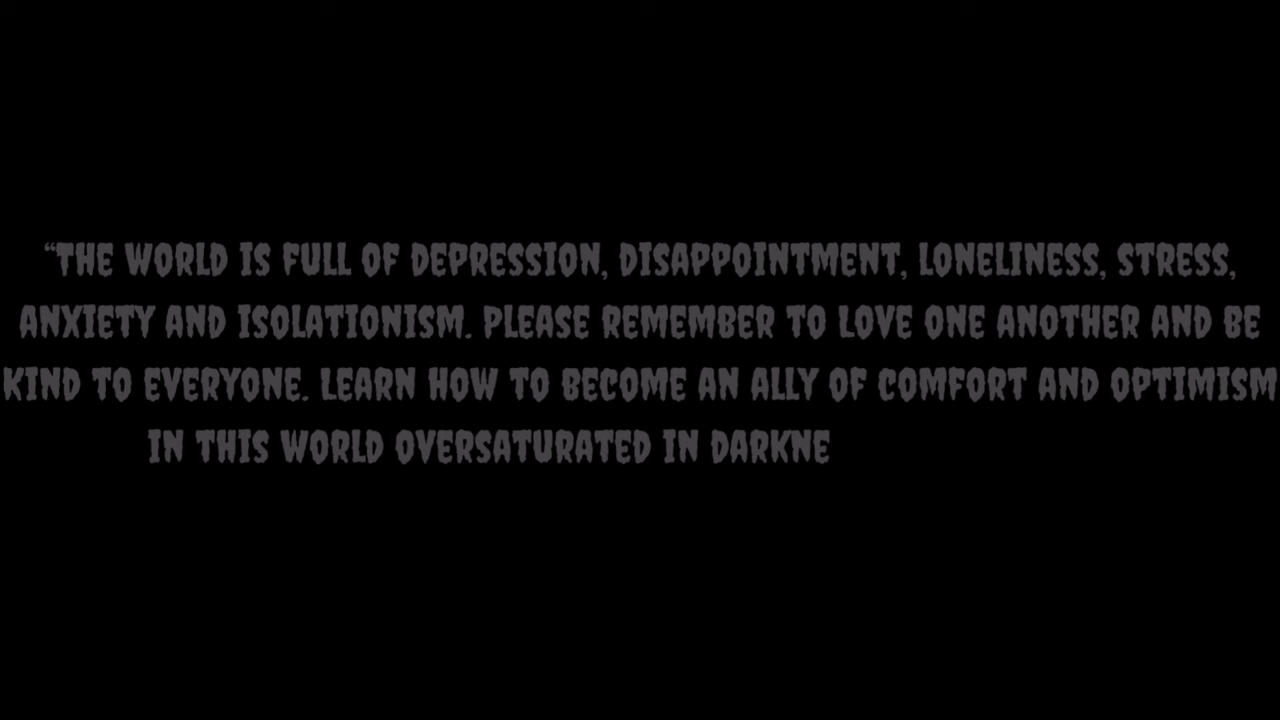 “THE WORLD IS FULL OF DEPRESSION, DISAPPOINTMENT, LONELINESS, STRESS,
ANXIETY AND ISOLATIONISM. PLEASE REMEMBER TO LOVE ONE ANOTHER AND BE
KIND TO EVERYONE. LEARN HOW TO BECOME AN ALLY OF COMFORT AND OPTIMISM
IN THIS WORLD OVERSATURATED IN DARKNE